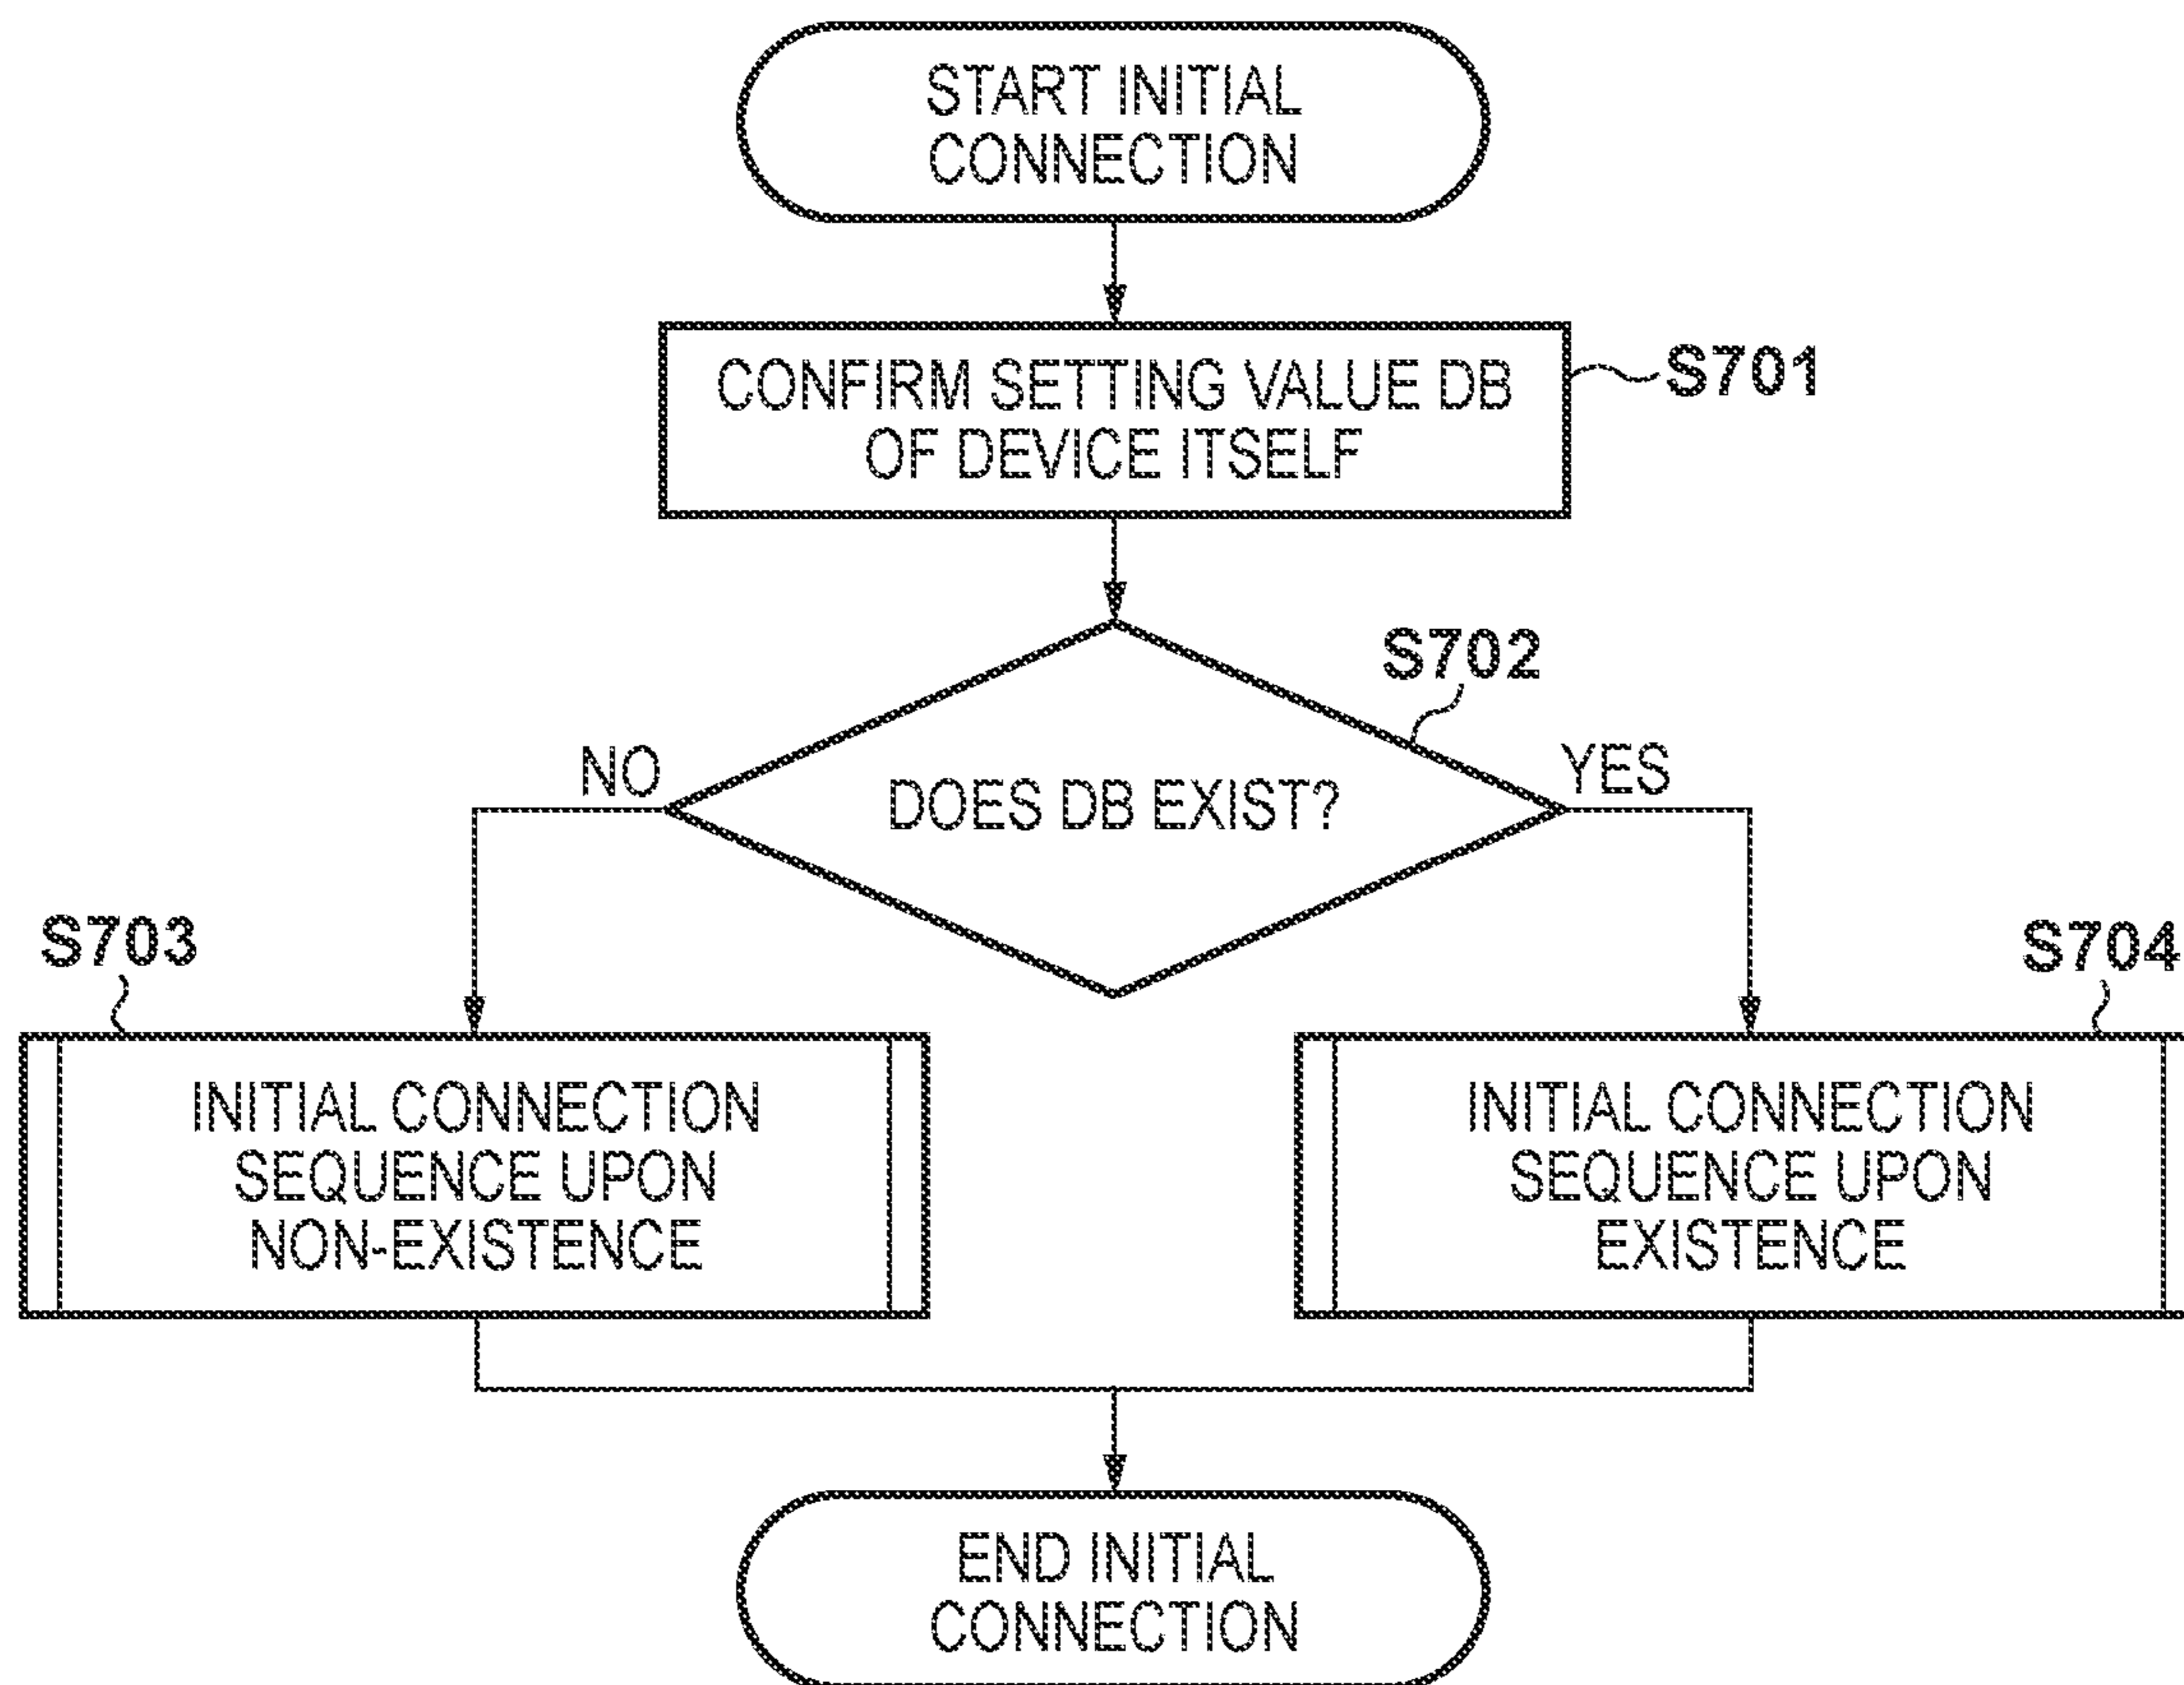 START INITIAL
CONNECTION
CONFIRM SETTING VALUE DB
OF DEVICE ITSELF
S701
S702
NO
DOES DB EXIST?
YES
S703
INITIAL CONNECTION
SEQUENCE UPON
NON-EXISTENCE
S704
INITIAL CONNECTION
SEQUENCE UPON
EXISTENCE
END INITIAL
CONNECTION